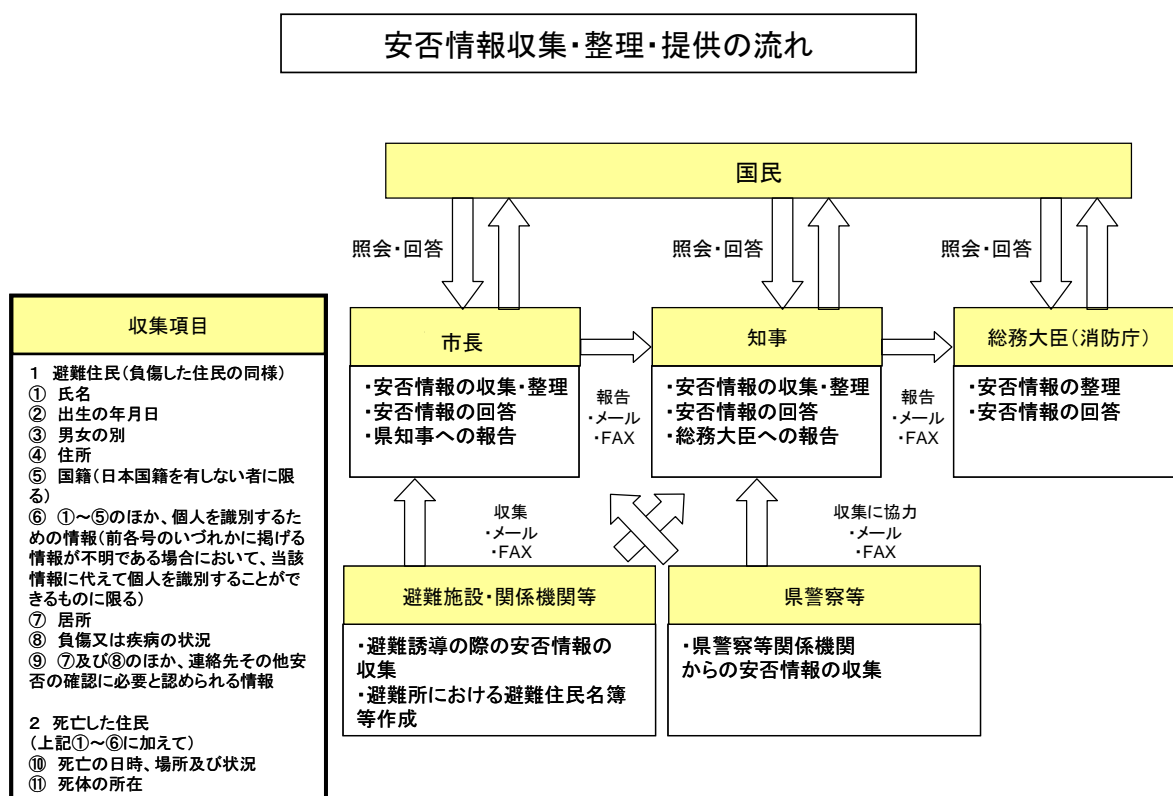 安否情報収集・整理・提供の流れ
国民
照会・回答
照会・回答
照会・回答
収集項目
1 避難住民(負傷した住民の同様)
① 氏名
② 出生の年月日
③ 男女の別
④ 住所
⑤ 国籍(日本国籍を有しない者に限
る)
⑥ ①~⑤のほか、個人を識別するた
めの情報(前各号のいづれかに掲げる
情報が不明である場合において、当該
情報に代えて個人を識別することがで
きるものに限る)
⑦ 居所
⑧ 負傷又は疾病の状況
⑨ ⑦及び⑧のほか、連絡先その他安
否の確認に必要と認められる情報
2 死亡した住民
(上記①~⑥に加えて)
⑩ 死亡の日時、場所及び状況
⑪ 死体の所在
市長
・安否情報の収集・整理
・安否情報の回答
・県知事への報告
報告
・メール
・FAX
知事
・安否情報の収集・整理
・安否情報の回答
・総務大臣への報告
報告
・メール
・FAX
総務大臣(消防庁)
・安否情報の整理
・安否情報の回答
収集
・メール
・FAX
収集に協力
・メール
・FAX
避難施設・関係機関等
・避難誘導の際の安否情報の
収集
・避難所における避難住民名簿
等作成
県警察等
・県警察等関係機関
からの安否情報の収集